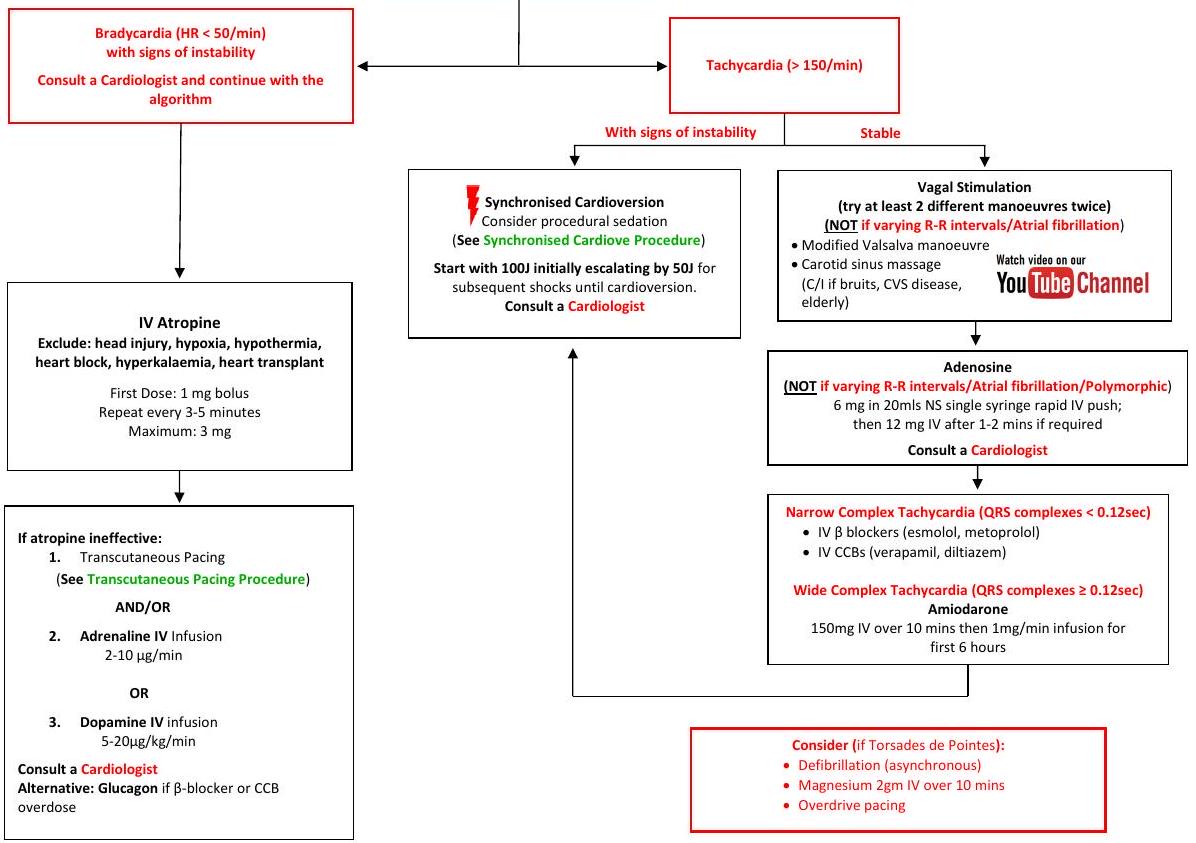 Bradycardia (HR < 50/min)
with signs of instability
Consult a Cardiologist and continue with the
algorithm
Tachycardia (> 150/min)
With signs of instability
Stable
Synchronised Cardioversion
Consider procedural sedation
(See Synchronised Cardiove Procedure)
Start with 100J initially escalating by 50J for
subsequent shocks until cardioversion.
Consult a Cardiologist
Vagal Stimulation
(try at least 2 different manoeuvres twice)
(NOT if varying R-R intervals/Atrial fibrillation)
• Modified Valsalva manoeuvre
• Carotid sinus massage
(C/I if bruits, CVS disease,
elderly)
Watch video on our
YouTube Channel
IV Atropine
Exclude: head injury, hypoxia, hypothermia,
heart block, hyperkalaemia, heart transplant
First Dose: 1 mg bolus
Repeat every 3-5 minutes
Maximum: 3 mg
Adenosine
(NOT if varying R-R intervals/Atrial fibrillation/Polymorphic)
6 mg in 20mls NS single syringe rapid IV push;
then 12 mg IV after 1-2 mins if required
Consult a Cardiologist
Narrow Complex Tachycardia (QRS complexes < 0.12sec)
• IV β blockers (esmolol, metoprolol)
• IV CCBs (verapamil, diltiazem)
Wide Complex Tachycardia (QRS complexes ≥ 0.12sec)
Amiodarone
150mg IV over 10 mins then 1mg/min infusion for
first 6 hours
If atropine ineffective:
1. Transcutaneous Pacing
(See Transcutaneous Pacing Procedure)
AND/OR
2. Adrenaline IV Infusion
2-10 µg/min
OR
3. Dopamine IV infusion
5-20µg/kg/min
Consult a Cardiologist
Alternative: Glucagon if β-blocker or CCB
overdose
Consider (if Torsades de Pointes):
• Defibrillation (asynchronous)
• Magnesium 2gm IV over 10 mins
• Overdrive pacing